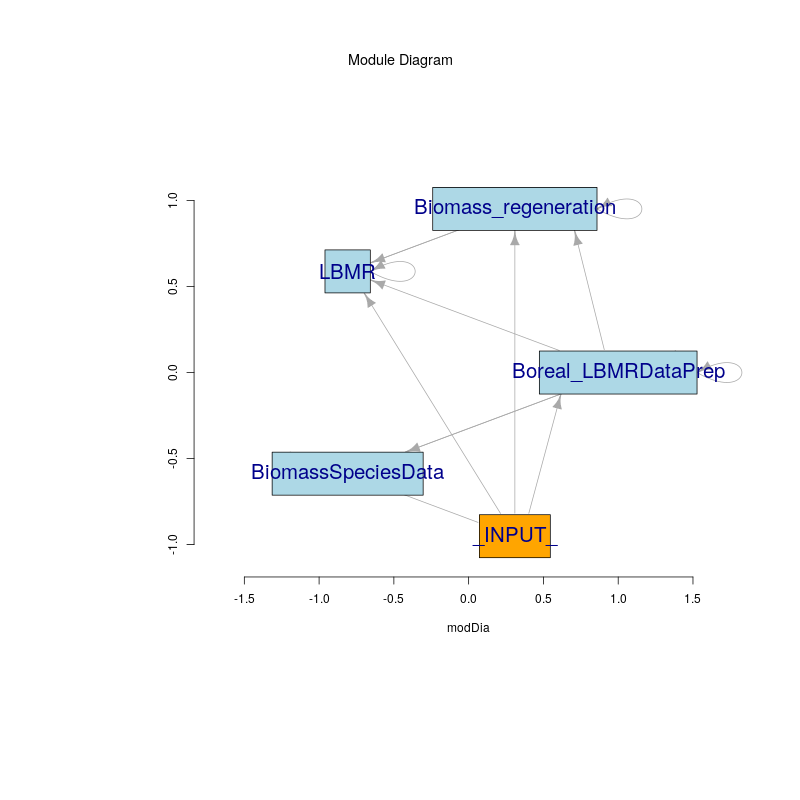 Module Diagram
1.0
0.5
0.0
-0.5
-1.0
Biomass_regeneration
LBMR
Boreal_LBMRDataPrep
BiomassSpeciesData
_INPUT_
-1.5 -1.0 -0.5 0.0 0.5 1.0 1.5
modDia